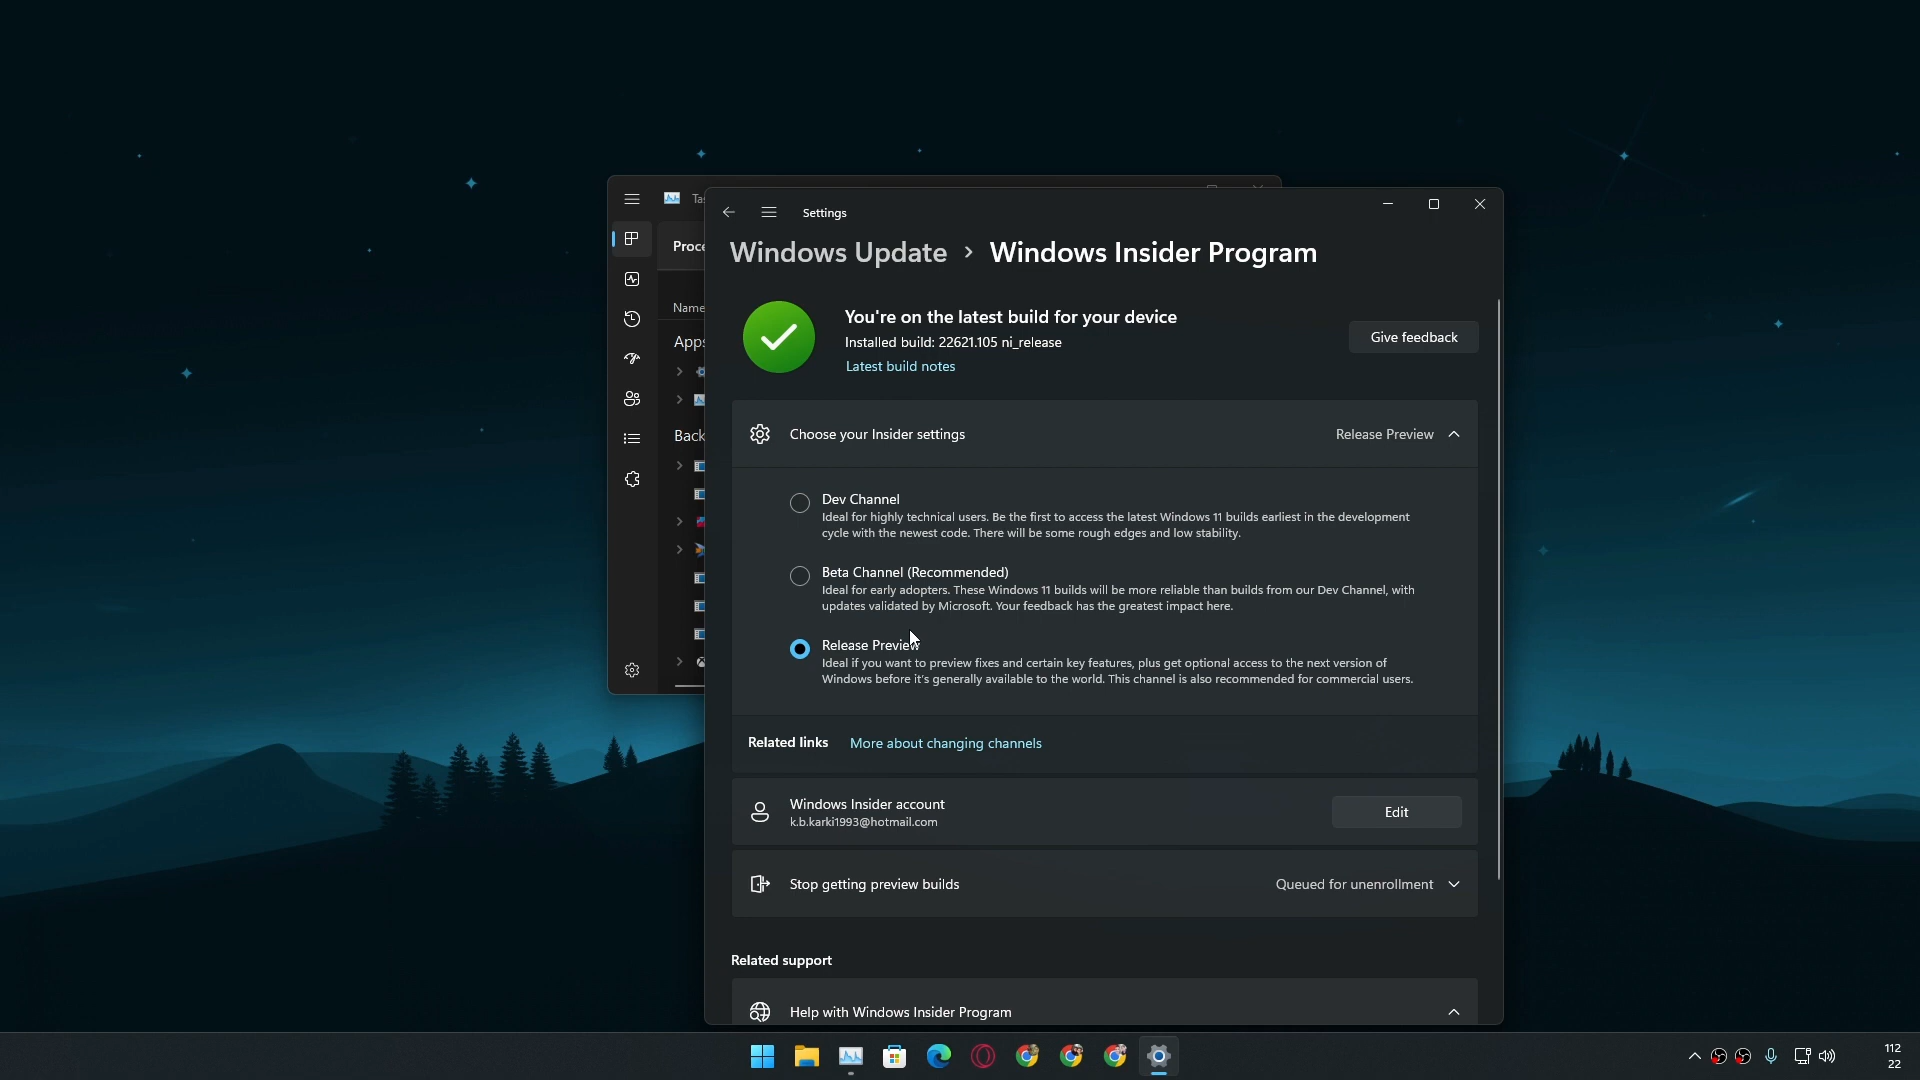 Settings
Windows Update > Windows Insider Program
Proce
Name
Apps
Back
You're on the latest build for your device
Installed build: 22621.105 ni_release
Latest build notes
Give feedback
Choose your Insider settings
Release Preview
Dev Channel
Ideal for highly technical users. Be the first to access the latest Windows 11 builds earliest in the development
cycle with the newest code. There will be some rough edges and low stability.
Beta Channel (Recommended)
Ideal for early adopters. These Windows 11 builds will be more reliable than builds from our Dev Channel, with
updates validated by Microsoft. Your feedback has the greatest impact here.
Release Preview
Ideal if you want to preview fixes and certain key features, plus get optional access to the next version of
Windows before it's generally available to the world. This channel is also recommended for commercial users.
Related links More about changing channels
Windows Insider account
k.b.karki1993@hotmail.com
Edit
Stop getting preview builds
Queued for unenrollment
Related support
Help with Windows Insider Program
112
22